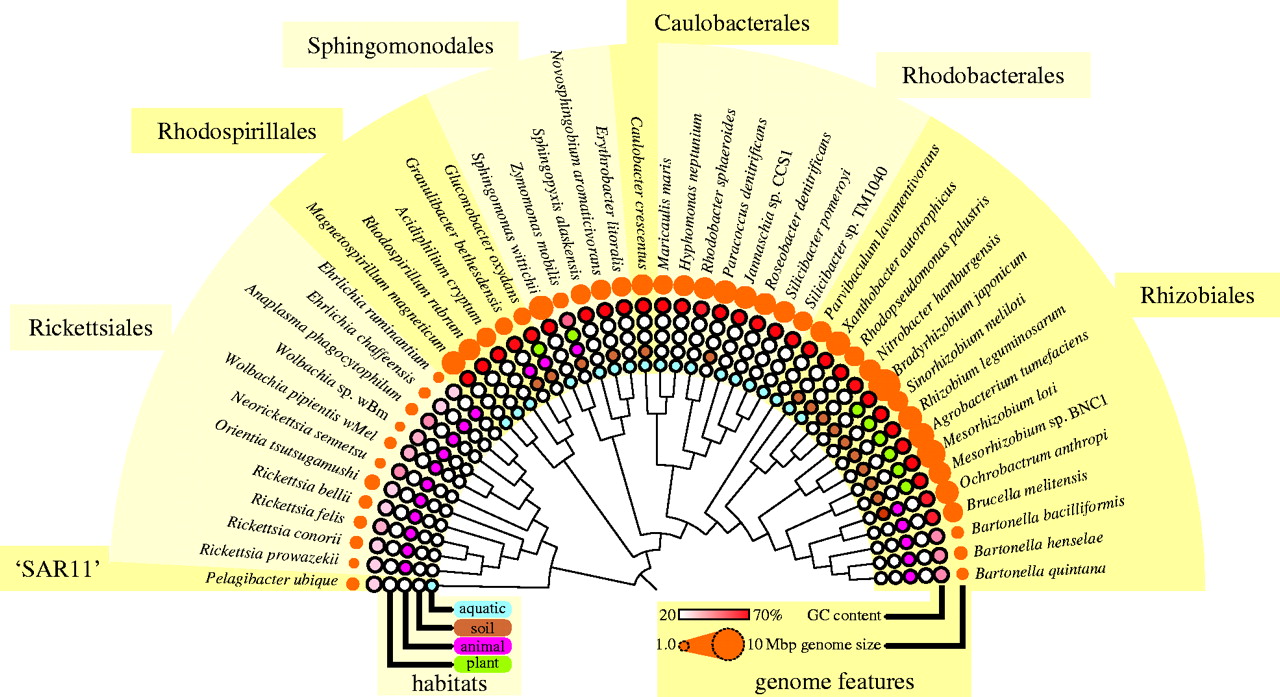 Caulobacterales
Sphingomonodales
Rhodobacterales
Rhodospirillales
Rhizobiales
Rickettsiales
'SAR11'
Pelagibacter ubique
Rickettsia prowazekii
Rickettsia conorii
Rickettsia felis
Rickettsia bellii
Orientia tsutsugamushi
Neorickettsia sennetsu
Wolbachia pipientis wMel
Wolbachia sp. wBm
Anaplasma phagocytophilum
Ehrlichia chaffeensis
Ehrlichia ruminantium
Magnetospirillum magneticum
Rhodospirillum rubrum
Acidiphilium cryptum
Granulibacter bethesdensis
Gluconobacter oxydans
Sphingomonas wittichii
Zymomonas mobilis
Sphingopyxis alaskensis
Novosphingobium aromaticivorans
Erythrobacter litoralis
Caulobacter crescentus
Maricaulis maris
Hyphomonas neptunium
Rhodobacter sphaeroides
Paracoccus denitrificans
Jannaschia sp. CCS1
Roseobacter denitrificans
Silicibacter pomeroyi
Silicibacter sp. TM1040
Parvibaculum lavamentivorans
Xanthobacter autotrophicus
Rhodopseudomonas palustris
Nitrobacter hamburgensis
Bradyrhizobium japonicum
Sinorhizobium meliloti
Rhizobium leguminosarum
Agrobacterium tumefaciens
Mesorhizobium loti
Mesorhizobium sp. BNC1
Ochrobactrum anthropi
Brucella melitensis
Bartonella bacilliformis
Bartonella henselae
Bartonella quintana
aquatic
soil
animal
plant
habitats
20 70% GC content
1.0 10 Mbp genome size
genome features